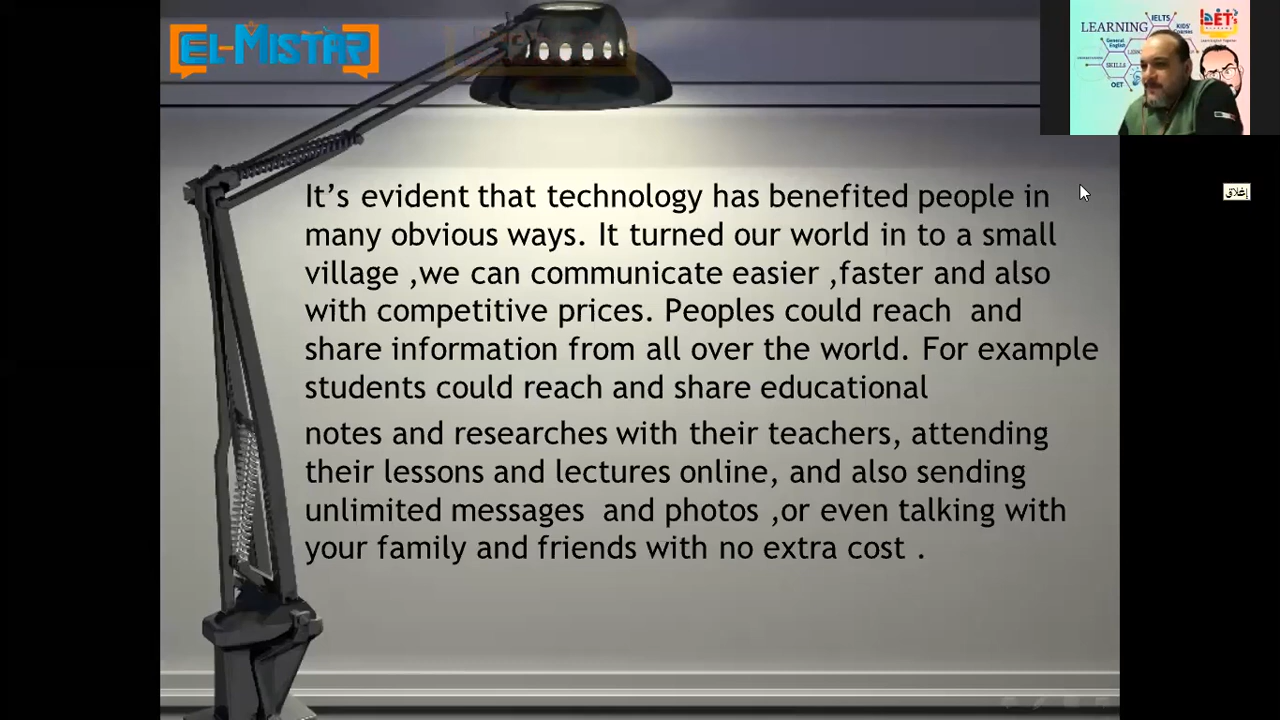 EL-MISTAR
LEARNING
IELTS
KIDS'
General
English
SKILLS
OET
It's evident that technology has benefited people in
many obvious ways. It turned our world in to a small
village ,we can communicate easier ,faster and also
with competitive prices. Peoples could reach  and
share information from all over the world. For example
students could reach and share educational
notes and researches with their teachers, attending
their lessons and lectures online, and also sending
unlimited messages  and photos ,or even talking with
your family and friends with no extra cost .
إغلاق